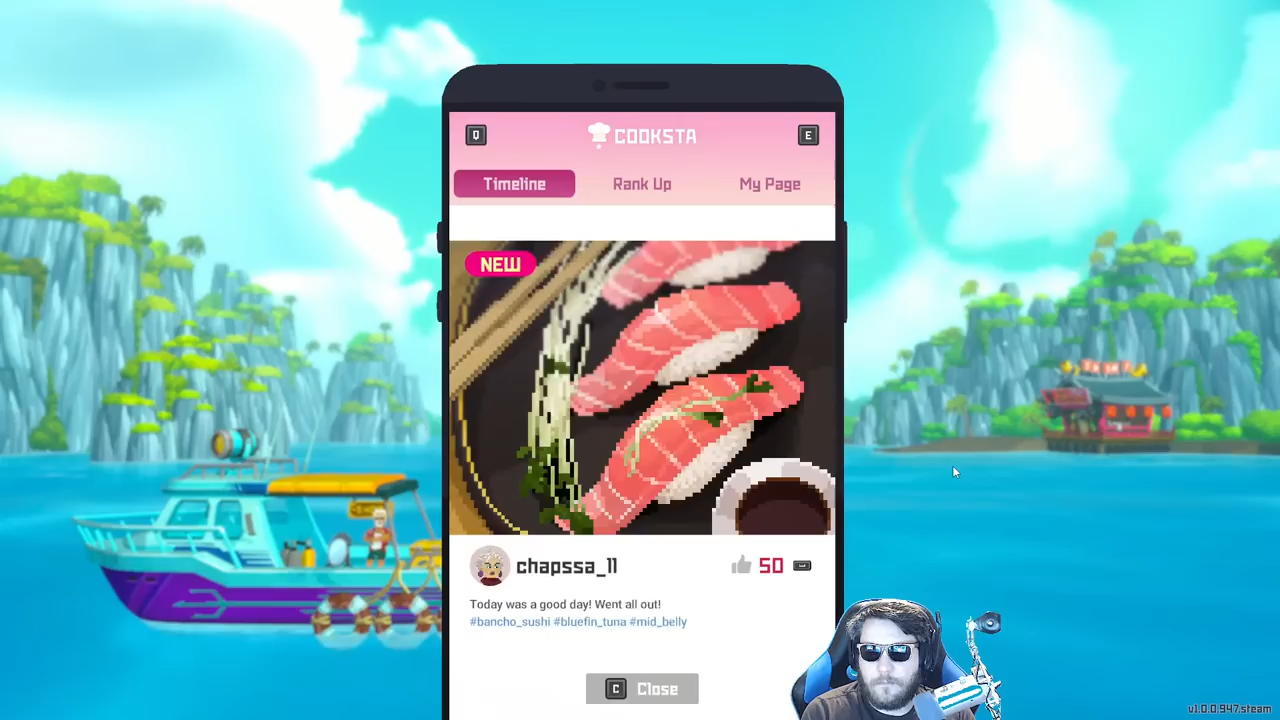 Q
COOKSTA
E
Timeline
Rank Up
My Page
NEW
chapssa_11
50
Today was a good day! Went all out!
#bancho_sushi #bluefin_tuna #mid_belly
C
Close
v1.0.0.947.steam